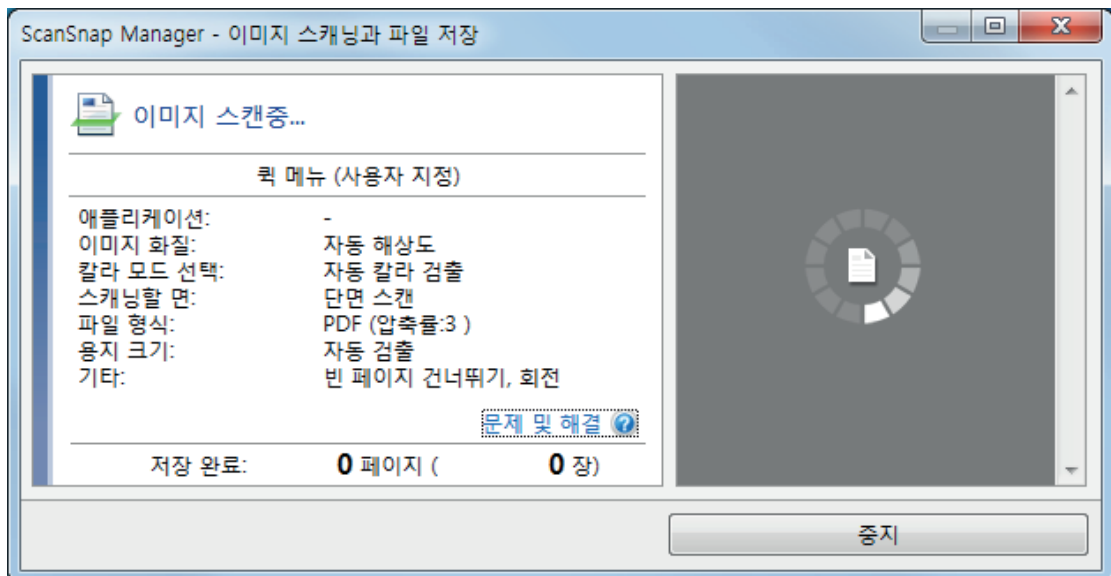 ScanSnap Manager - 이미지 스캐닝과 파일 저장
이미지 스캔중...
퀵 메뉴 (사용자 지정)
애플리케이션: -
이미지 화질: 자동 해상도
칼라 모드 선택: 자동 칼라 검출
스캐닝할 면: 단면 스캔
파일 형식: PDF (압축률:3 )
용지 크기: 자동 검출
기타: 빈 페이지 건너뛰기, 회전
문제 및 해결 ?
저장 완료: 0 페이지 ( 0 장)
중지